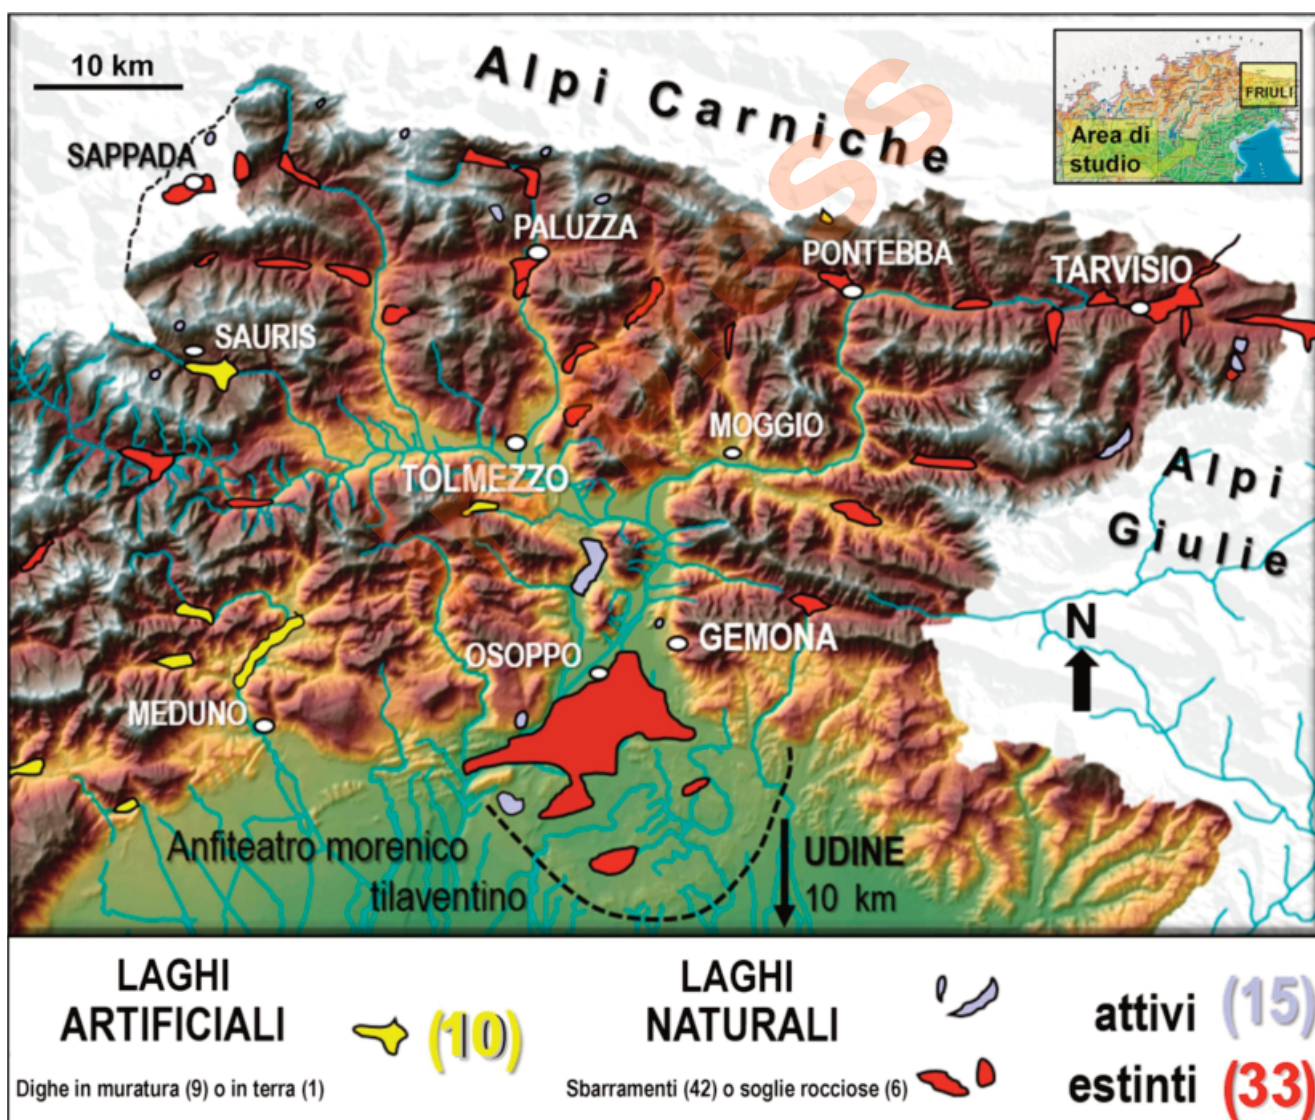 10 km
Alpi Carniche
FRIULI
Area di
studio
SAPPADA
PALUZZA
PONTEBBA
TARVISIO
SAURIS
MOGGIO
TOLMEZZO
Alpi
Giulie
N
GEMONA
OSOPPO
MEDUNO
Anfiteatro morenico
tilaventino
UDINE
10 km
LAGHI
ARTIFICIALI
(10)
Dighe in muratura (9) o in terra (1)
LAGHI
NATURALI
Sbarramenti (42) o soglie rocciose (6)
attivi (15)
estinti (33)